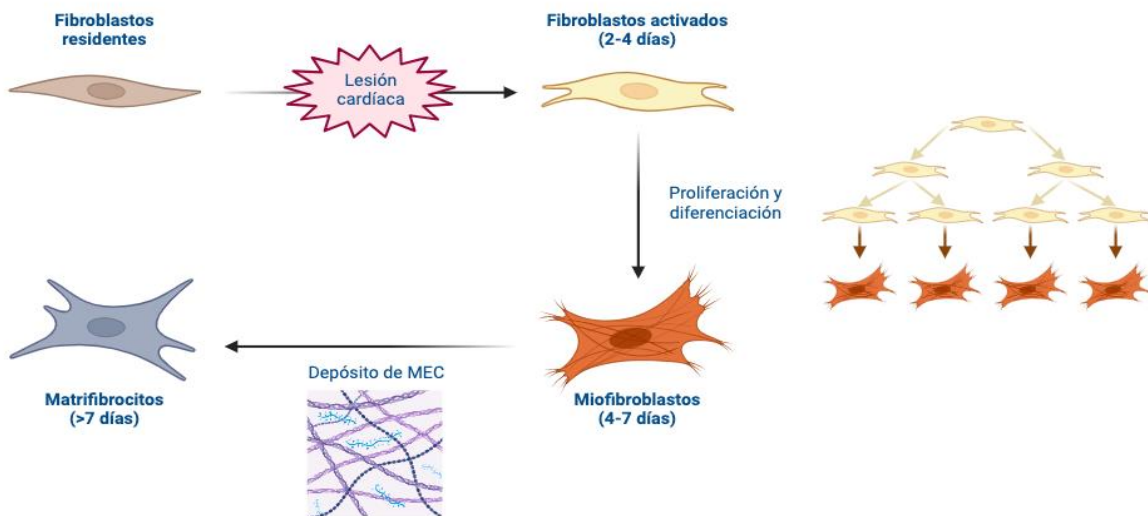 Fibroblastos
residentes
Lesión
cardíaca
Fibroblastos activados
(2-4 días)
Proliferación y
diferenciación
Miofibroblastos
(4-7 días)
Depósito de MEC
Matrifibrocitos
(>7 días)